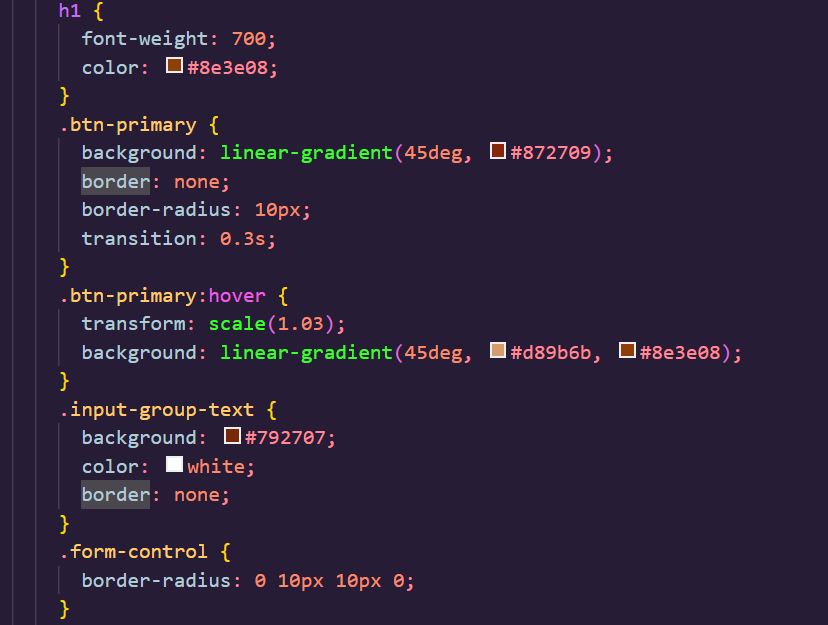 h1 {
font-weight: 700;
color: #8e3e08;
}
.btn-primary {
background: linear-gradient(45deg, #872709);
border: none;
border-radius: 10px;
transition: 0.3s;
}
.btn-primary:hover {
transform: scale(1.03);
background: linear-gradient(45deg, #d89b6b, #8e3e08);
}
.input-group-text {
background: #792707;
color: white;
border: none;
}
.form-control {
border-radius: 0 10px 10px 0;
}